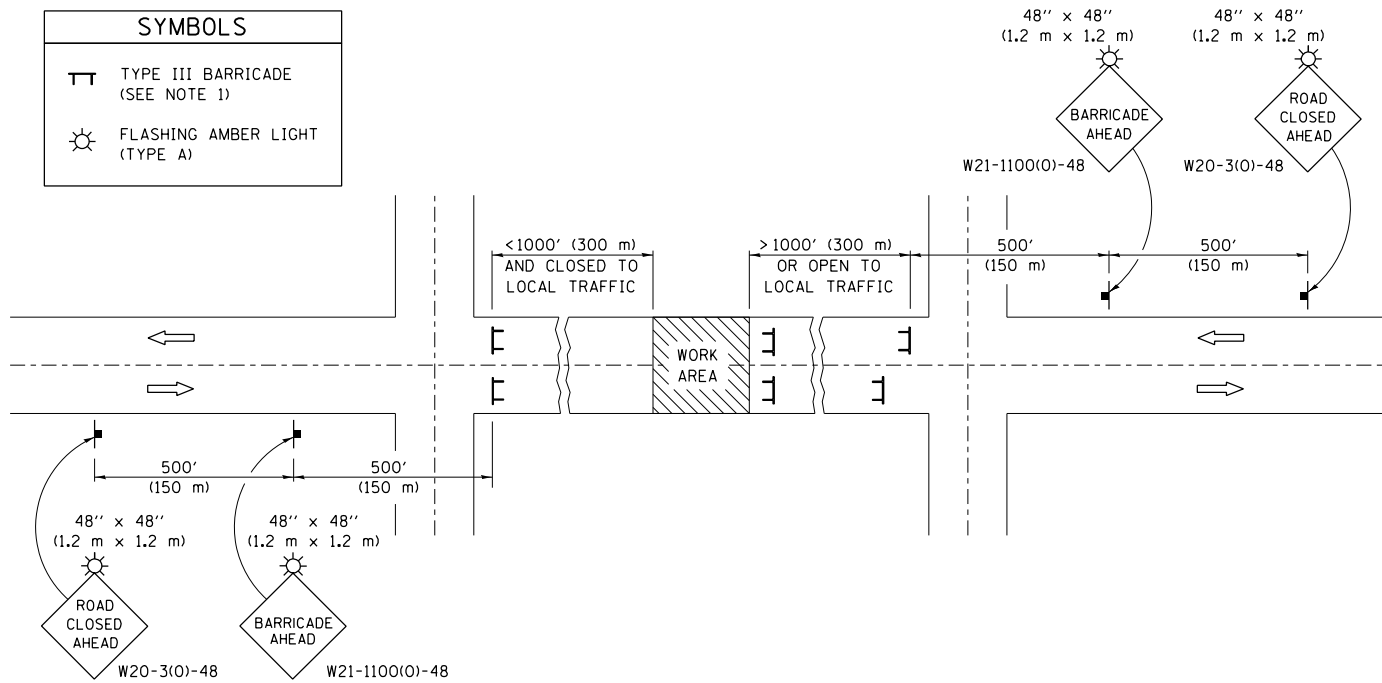 SYMBOLS
TYPE III BARRICADE
(SEE NOTE 1)
FLASHING AMBER LIGHT
(TYPE A)
48'' x 48''
(1.2 m x 1.2 m)
BARRICADE
AHEAD
W21-1100(O)-48
48'' x 48''
(1.2 m x 1.2 m)
ROAD
CLOSED
AHEAD
W20-3(O)-48
<1000' (300 m)
AND CLOSED TO
LOCAL TRAFFIC
>1000' (300 m)
OR OPEN TO
LOCAL TRAFFIC
500'
(150 m)
500'
(150 m)
WORK
AREA
500'
(150 m)
500'
(150 m)
48'' x 48''
(1.2 m x 1.2 m)
ROAD
CLOSED
AHEAD
W20-3(O)-48
48'' x 48''
(1.2 m x 1.2 m)
BARRICADE
AHEAD
W21-1100(O)-48